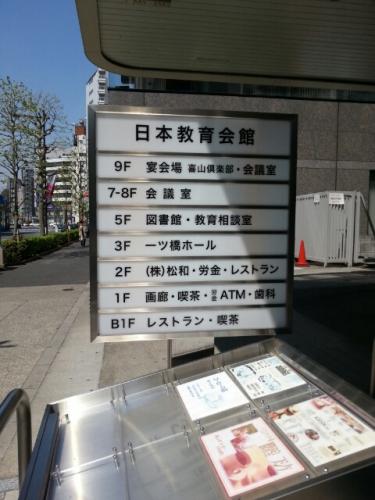 日本教育会館
9F 宴会場 喜山倶楽部・会議室
7-8F 会議室
5F 図書館・教育相談室
3F 一ツ橋ホール
2F (株)松和・労金・レストラン
1F 画廊・喫茶・労金ATM・歯科
B1F レストラン・喫茶